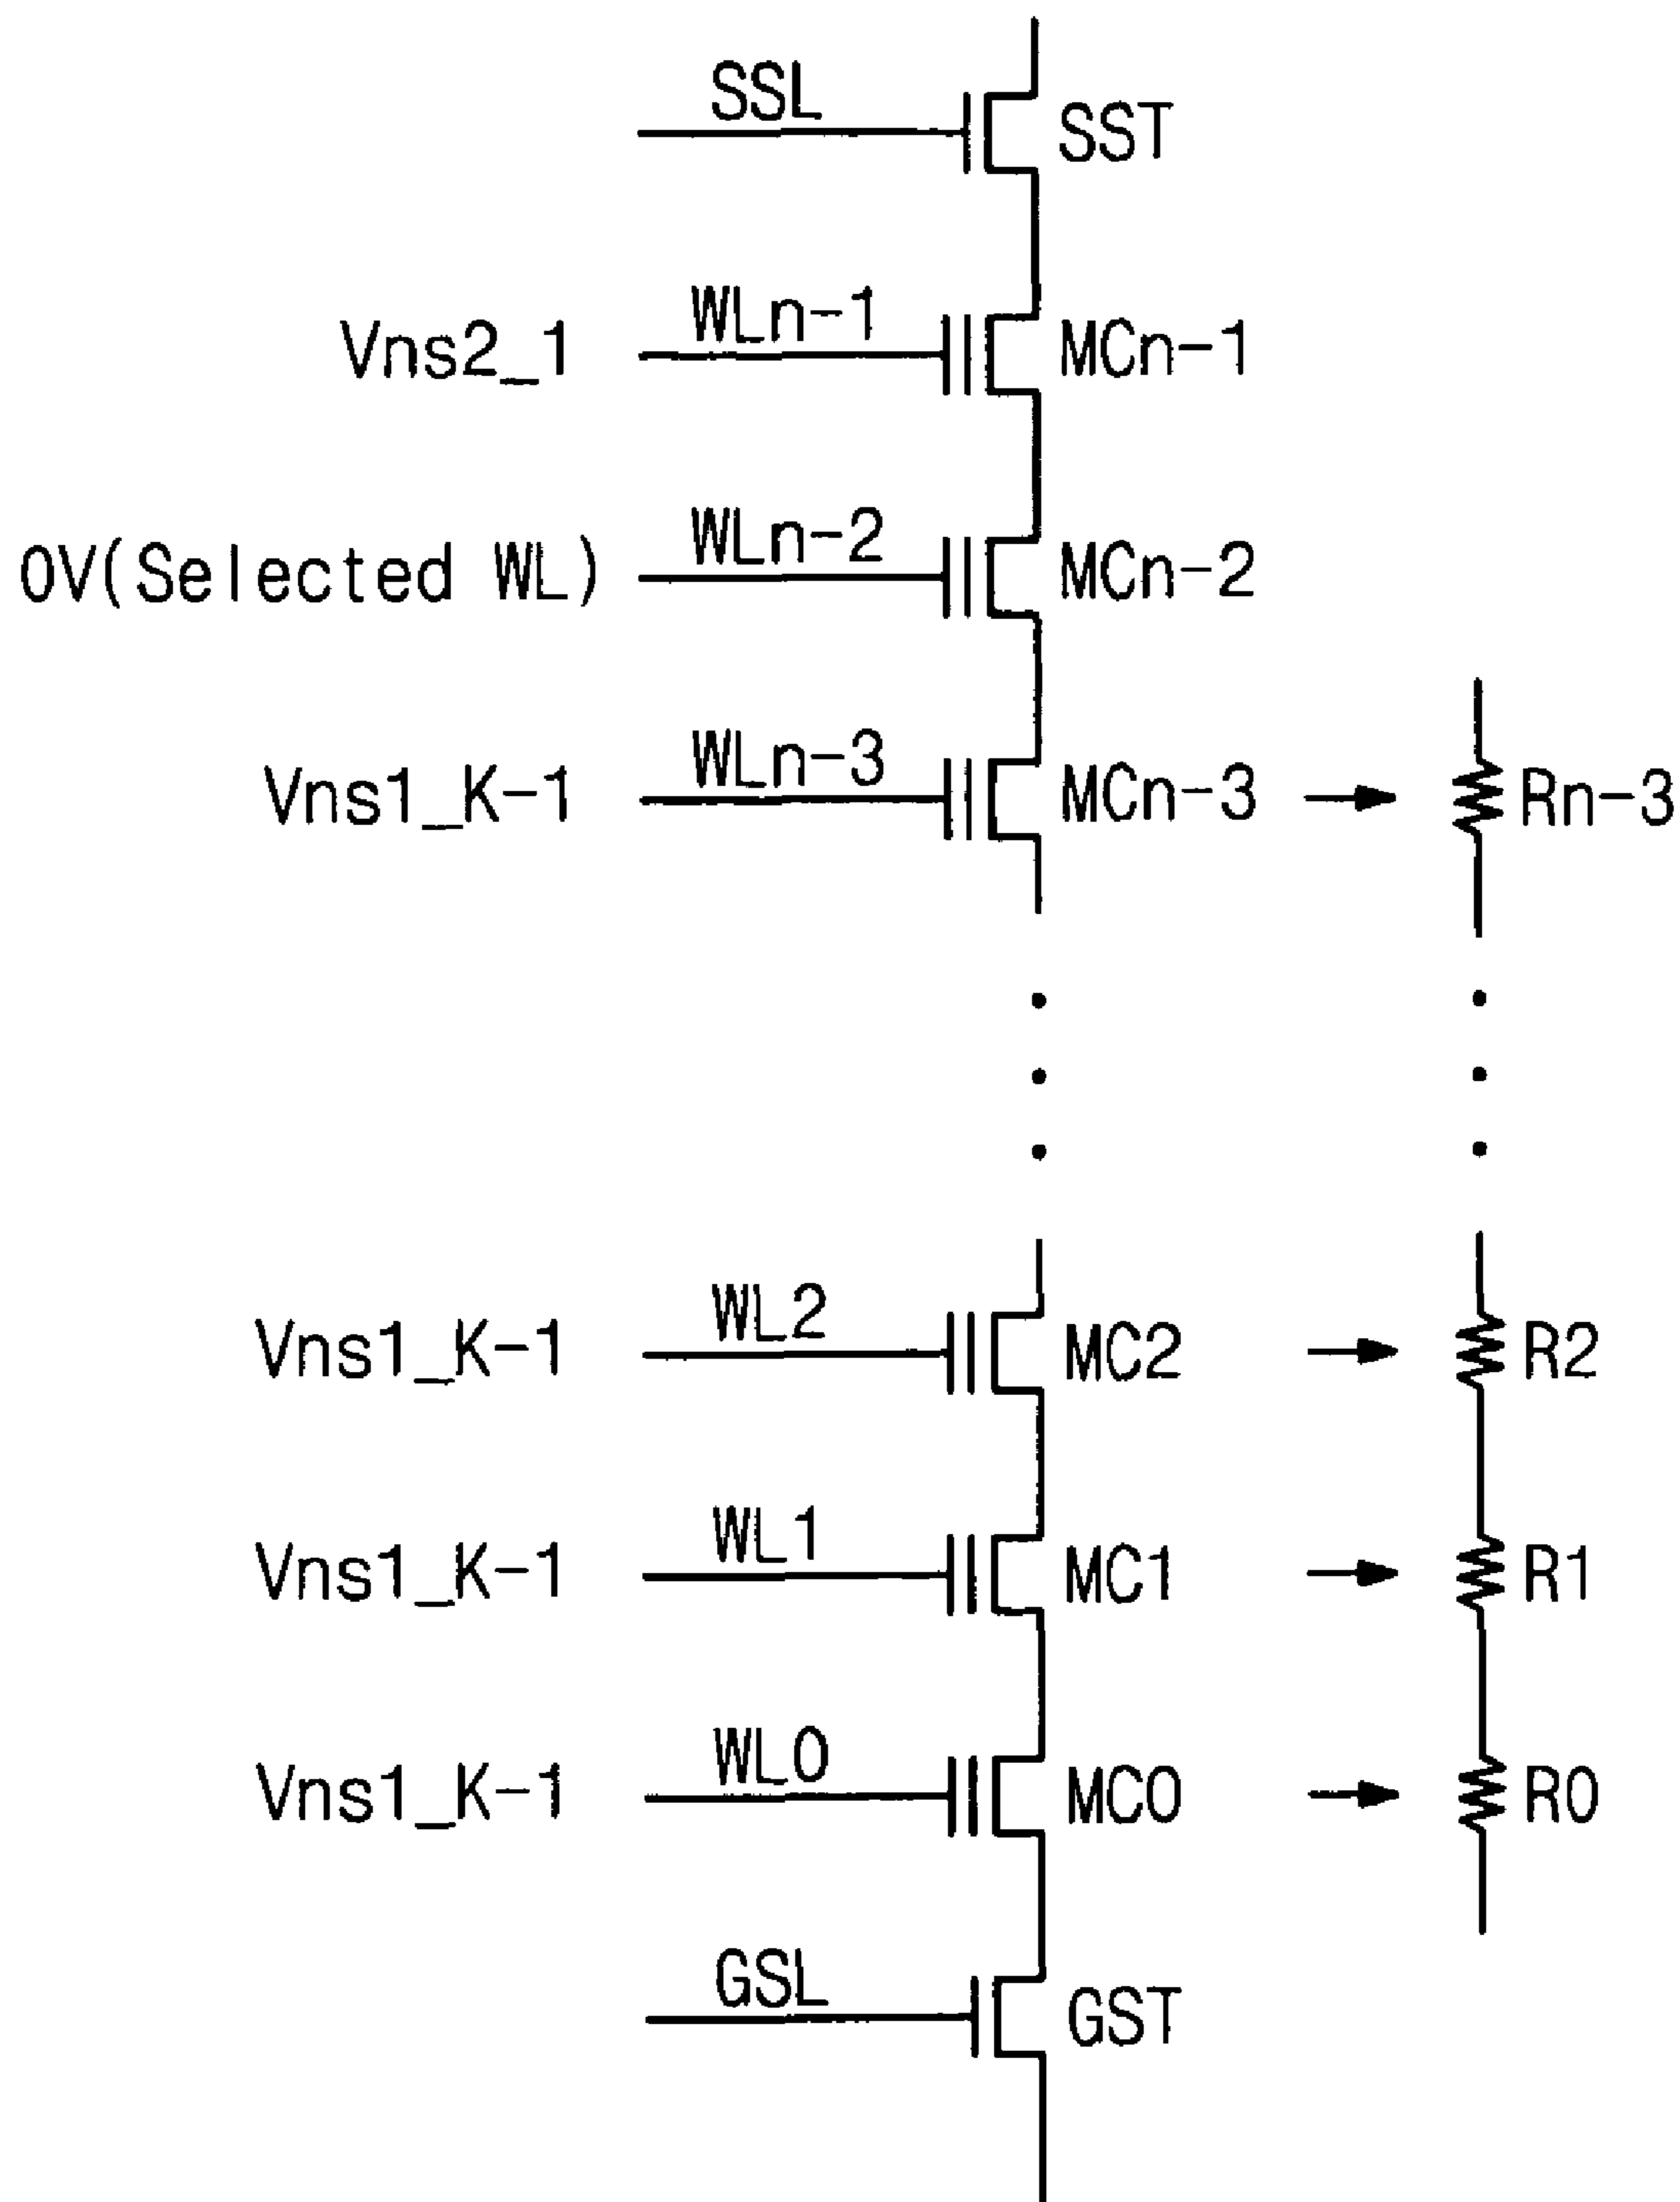 SSL
SST
WLn-1
Vns2_1
MCn-1
WLn-2
0V(Selected WL)
MCn-2
WLn-3
Vns1_K-1
MCn-3
Rn-3
WL2
Vns1_K-1
MC2
R2
WL1
Vns1_K-1
MC1
R1
WL0
Vns1_K-1
MC0
R0
GSL
GST